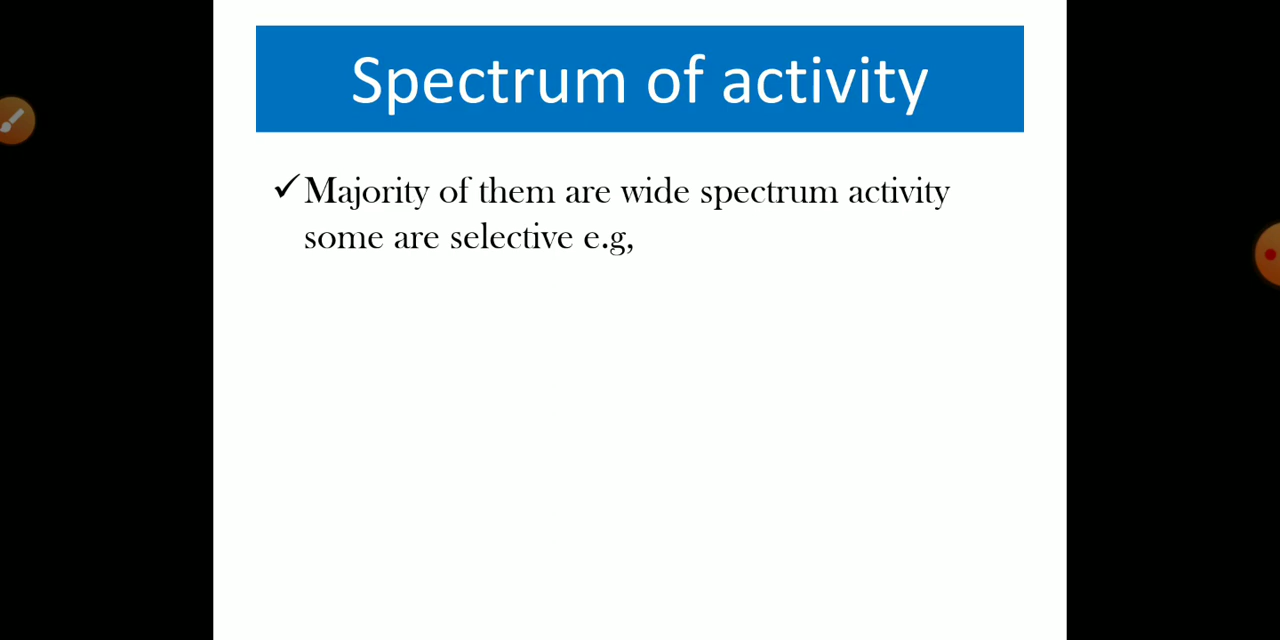 Spectrum of activity
✓Majority of them are wide spectrum activity
some are selective e.g,